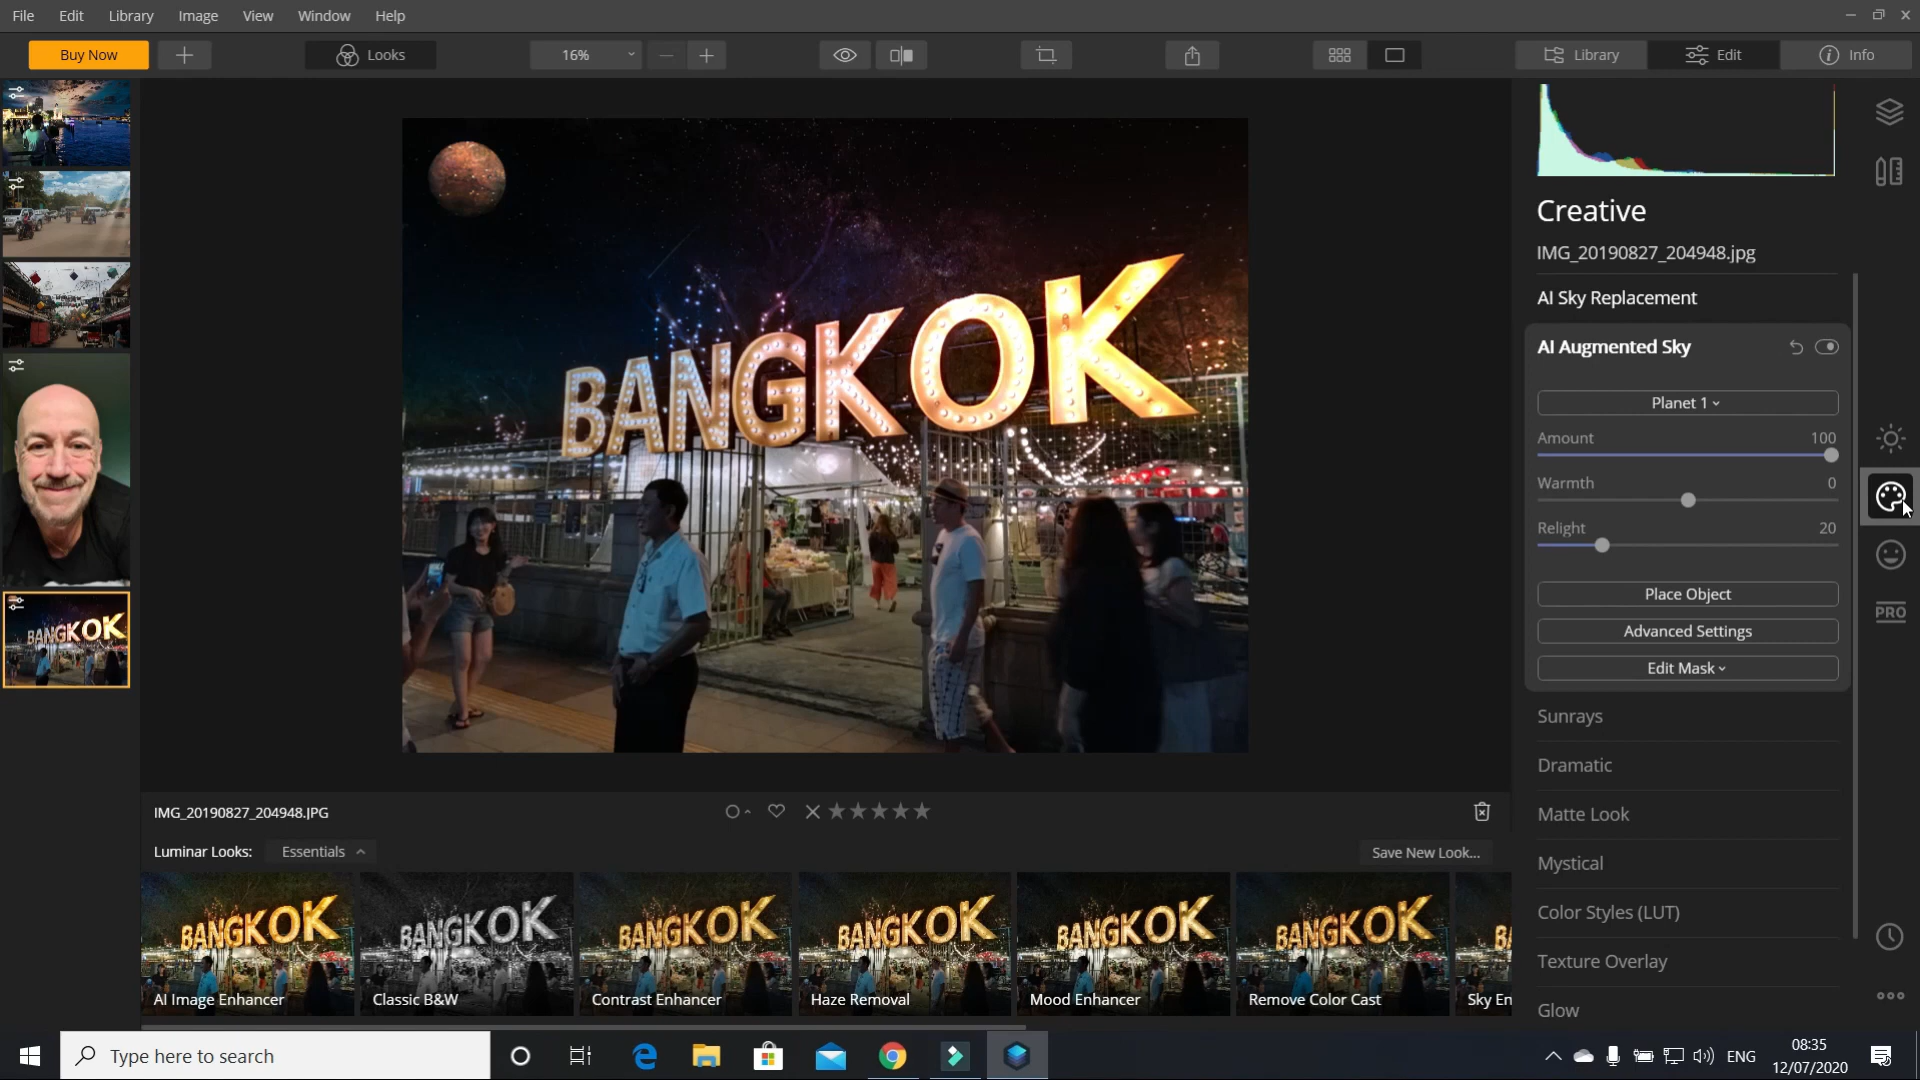 File Edit Library Image View Window Help
Buy Now Looks 16% Library Edit Info
BANGKOK
BANGKOK
Creative
IMG_20190827_204948.jpg
AI Sky Replacement
AI Augmented Sky
Planet 1
Amount 100
Warmth 0
Relight 20
Place Object
Advanced Settings
Edit Mask
Sunrays
Dramatic
Matte Look
Mystical
Color Styles (LUT)
Texture Overlay
Glow
PRO
IMG_20190827_204948.JPG
Luminar Looks: Essentials Save New Look...
BANGKOK BANGKOK BANGKOK BANGKOK BANGKOK BANGKOK
AI Image Enhancer Classic B&W Contrast Enhancer Haze Removal Mood Enhancer Remove Color Cast Sky En
Type here to search
ENG
08:35
12/07/2020